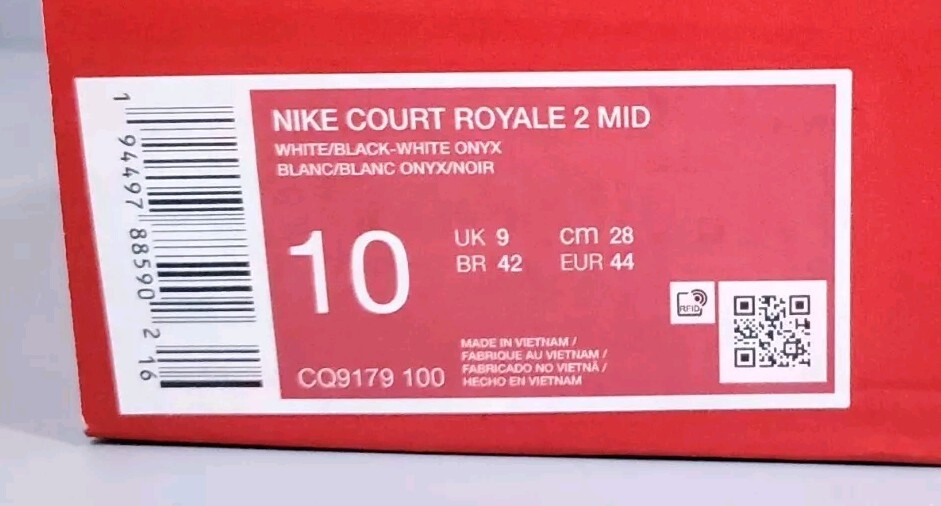 NIKE COURT ROYALE 2 MID
WHITE/BLACK-WHITE ONYX
BLANC/BLANC ONYX/NOIR
10
UK 9 cm 28
BR 42 EUR 44
RFID
MADE IN VIETNAM /
FABRIQUE AU VIETNAM /
FABRICADO NO VIETNÃ /
HECHO EN VIETNAM
CQ9179 100
1 94497 88590 2 16